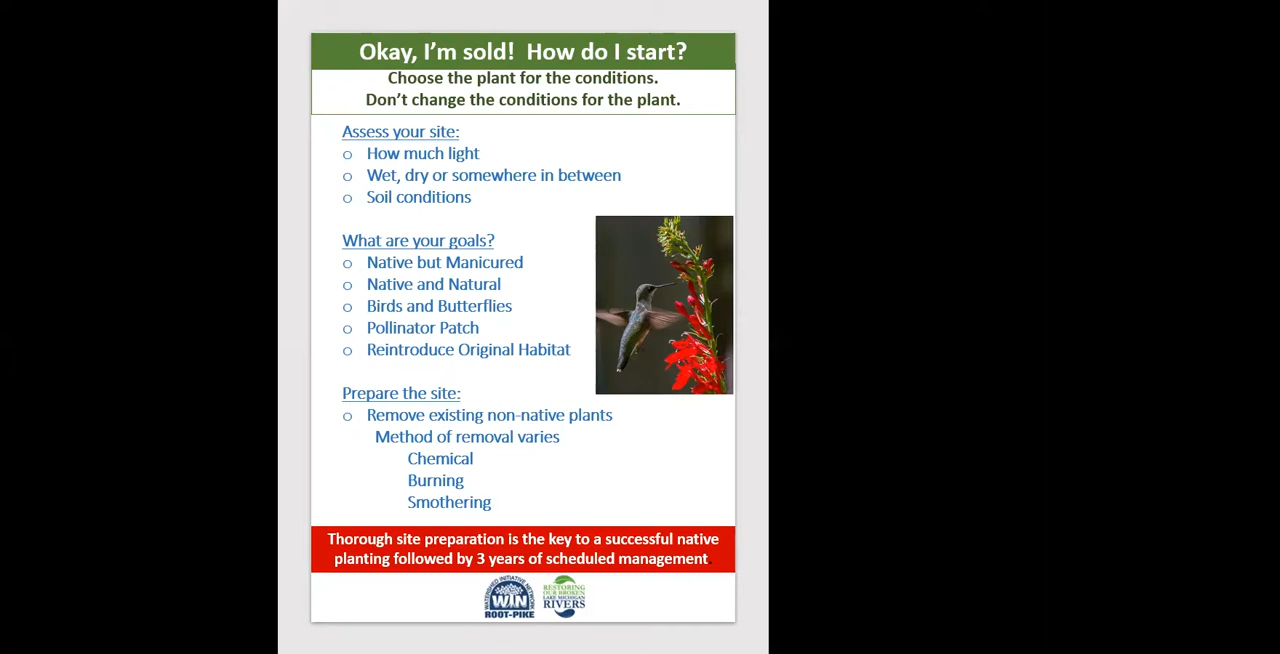 Okay, I'm sold!  How do I start?
Choose the plant for the conditions.
Don't change the conditions for the plant.
Assess your site:
o How much light
o Wet, dry or somewhere in between
o Soil conditions
What are your goals?
o Native but Manicured
o Native and Natural
o Birds and Butterflies
o Pollinator Patch
o Reintroduce Original Habitat
Prepare the site:
o Remove existing non-native plants
Method of removal varies
Chemical
Burning
Smothering
Thorough site preparation is the key to a successful native
planting followed by 3 years of scheduled management.
WATERSHED INITIATIVE NETWORK
WIN
ROOT-PIKE
RESTORING
OUR BROKEN
LAKE MICHIGAN
RIVERS